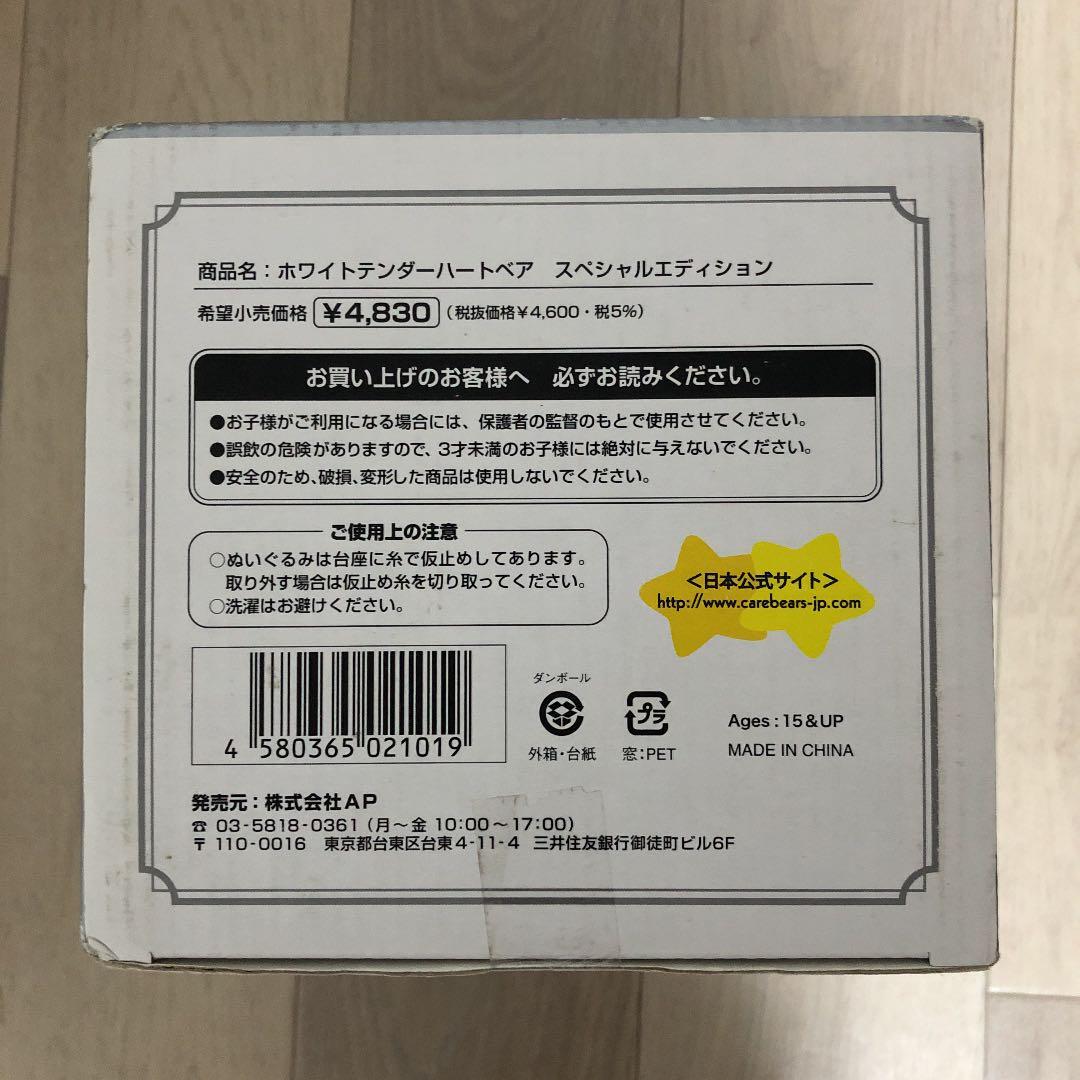 商品名：ホワイトテンダーハートベア　スペシャルエディション
希望小売価格 ¥4,830（税抜価格¥4,600・税5%）
お買い上げのお客様へ　必ずお読みください。
●お子様がご利用になる場合には、保護者の監督のもとで使用させてください。
●誤飲の危険がありますので、3才未満のお子様には絶対に与えないでください。
●安全のため、破損、変形した商品は使用しないでください。
ご使用上の注意
○ぬいぐるみは台座に糸で仮止めしてあります。
取り外す場合は仮止め糸を切り取ってください。
○洗濯はお避けください。
＜日本公式サイト＞
http://www.carebears-jp.com
4 580365 021019
ダンボール
外箱・台紙
プラ
窓：PET
Ages : 15&UP
MADE IN CHINA
発売元：株式会社AP
☎ 03-5818-0361（月～金 10:00～17:00）
〒 110-0016　東京都台東区台東4-11-4　三井住友銀行御徒町ビル6F